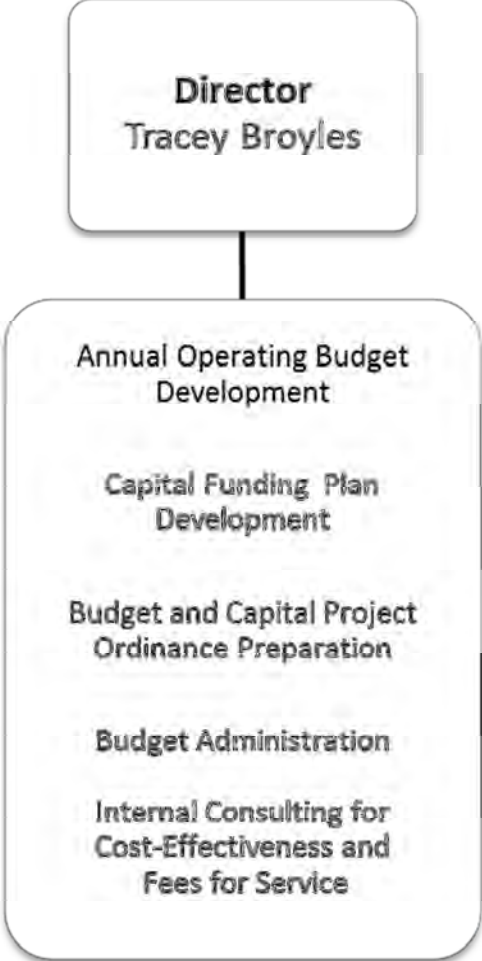 Director
Tracey Broyles
Annual Operating Budget
Development
Capital Funding Plan
Development
Budget and Capital Project
Ordinance Preparation
Budget Administration
Internal Consulting for
Cost-Effectiveness and
Fees for Service